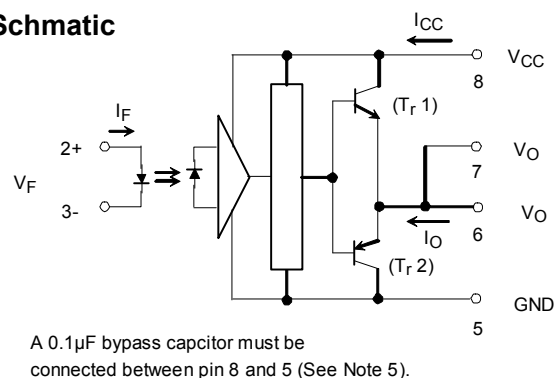 Schmatic
ICC
VCC
8
(Tr 1)
IF
2+
VF
3-
VO
7
VO
6
IO
(Tr 2)
GND
5
A 0.1µF bypass capcitor must be
connected between pin 8 and 5 (See Note 5).